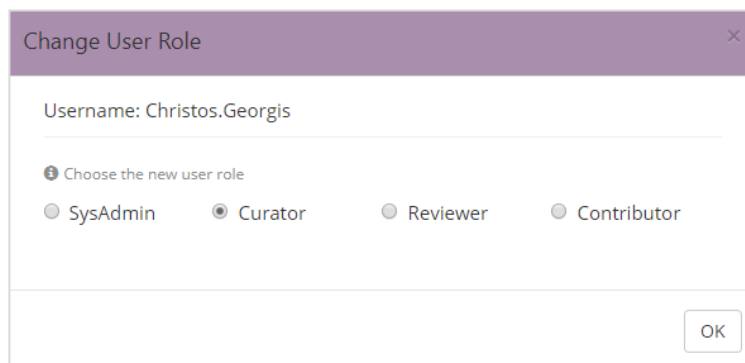 Change User Role ×
Username: Christos.Georgis
Choose the new user role
SysAdmin Curator Reviewer Contributor
OK